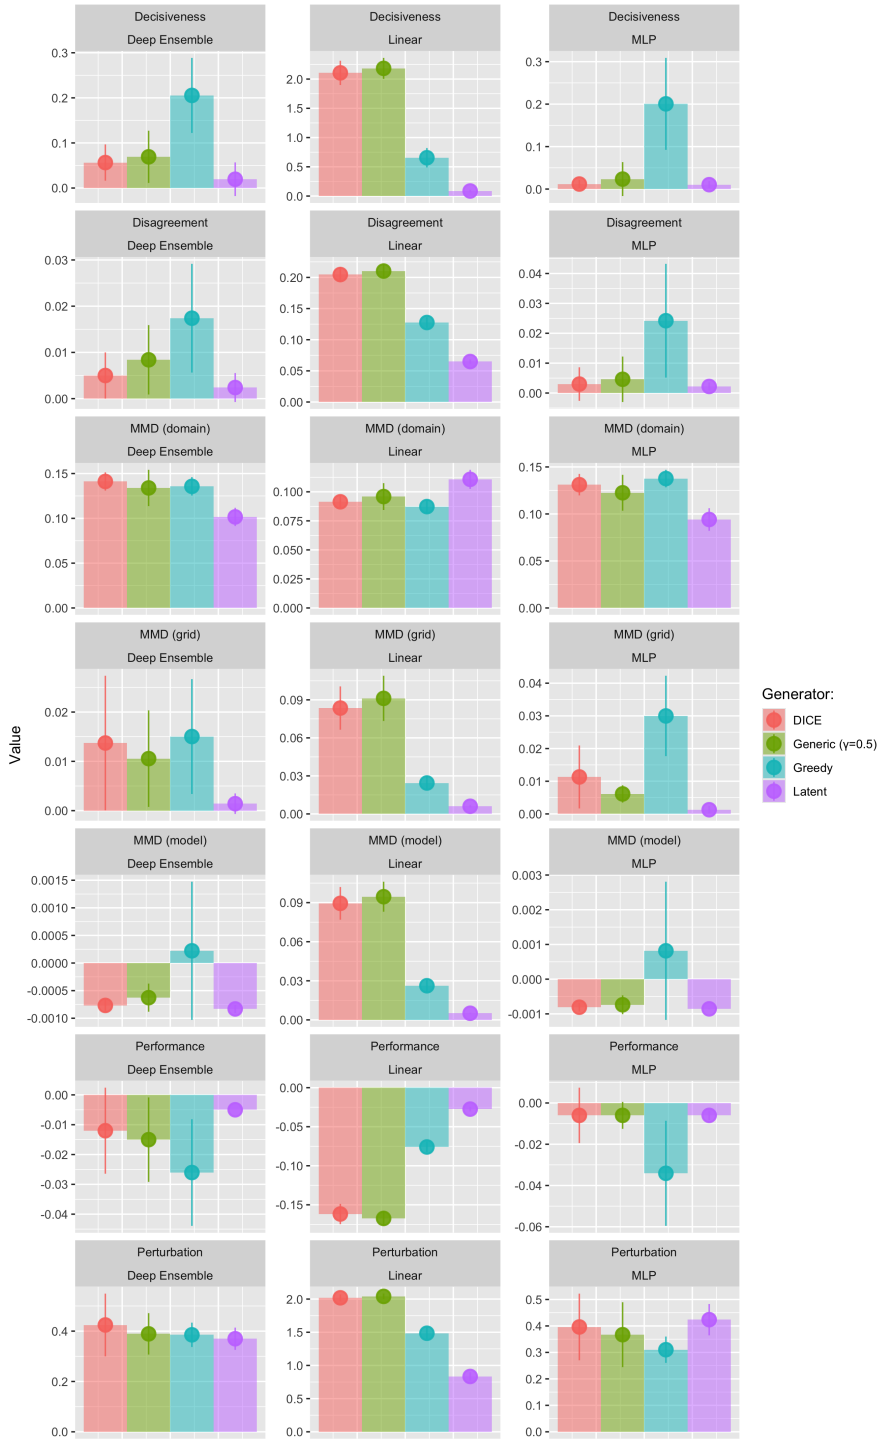 Decisiveness
Deep Ensemble
0.3
0.2
0.1
0.0
Decisiveness
Linear
2.0
1.5
1.0
0.5
0.0
Decisiveness
MLP
0.3
0.2
0.1
0.0
Disagreement
Deep Ensemble
0.03
0.02
0.01
0.00
Disagreement
Linear
0.20
0.15
0.10
0.05
0.00
Disagreement
MLP
0.04
0.03
0.02
0.01
0.00
MMD (domain)
Deep Ensemble
0.15
0.10
0.05
0.00
MMD (domain)
Linear
0.100
0.075
0.050
0.025
0.000
MMD (domain)
MLP
0.15
0.10
0.05
0.00
MMD (grid)
Deep Ensemble
0.02
0.01
0.00
MMD (grid)
Linear
0.09
0.06
0.03
0.00
MMD (grid)
MLP
0.04
0.03
0.02
0.01
0.00
MMD (model)
Deep Ensemble
0.0015
0.0010
0.0005
0.0000
-0.0005
-0.0010
MMD (model)
Linear
0.09
0.06
0.03
0.00
MMD (model)
MLP
0.003
0.002
0.001
0.000
-0.001
Performance
Deep Ensemble
0.00
-0.01
-0.02
-0.03
-0.04
Performance
Linear
0.00
-0.05
-0.10
-0.15
Performance
MLP
0.00
-0.02
-0.04
-0.06
Perturbation
Deep Ensemble
0.4
0.2
0.0
Perturbation
Linear
2.0
1.5
1.0
0.5
0.0
Perturbation
MLP
0.5
0.4
0.3
0.2
0.1
0.0
Value
Generator:
DICE
Generic (γ=0.5)
Greedy
Latent